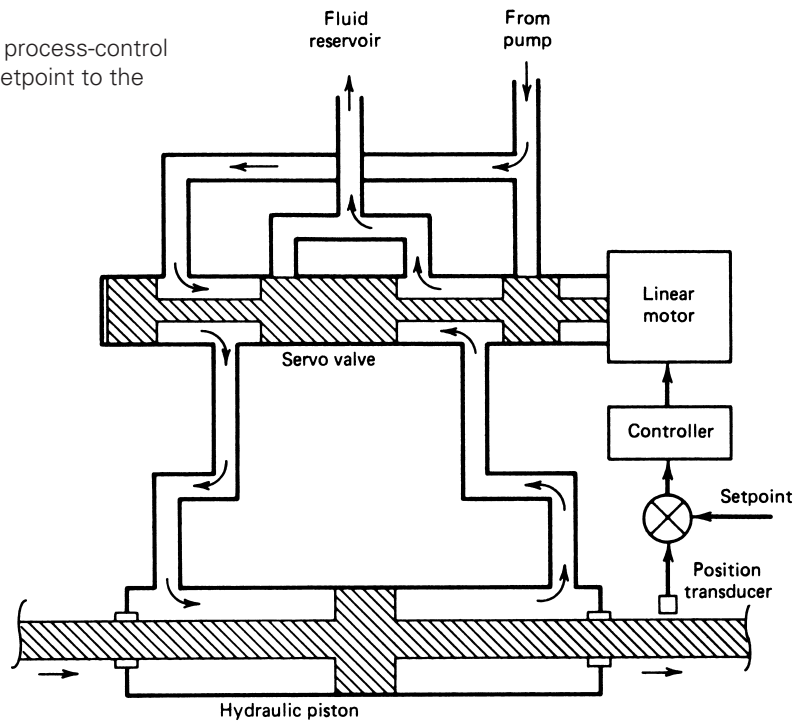 process-control
etpoint to the
Fluid
reservoir
From
pump
Linear
motor
Servo valve
Controller
Setpoint
Position
transducer
Hydraulic piston